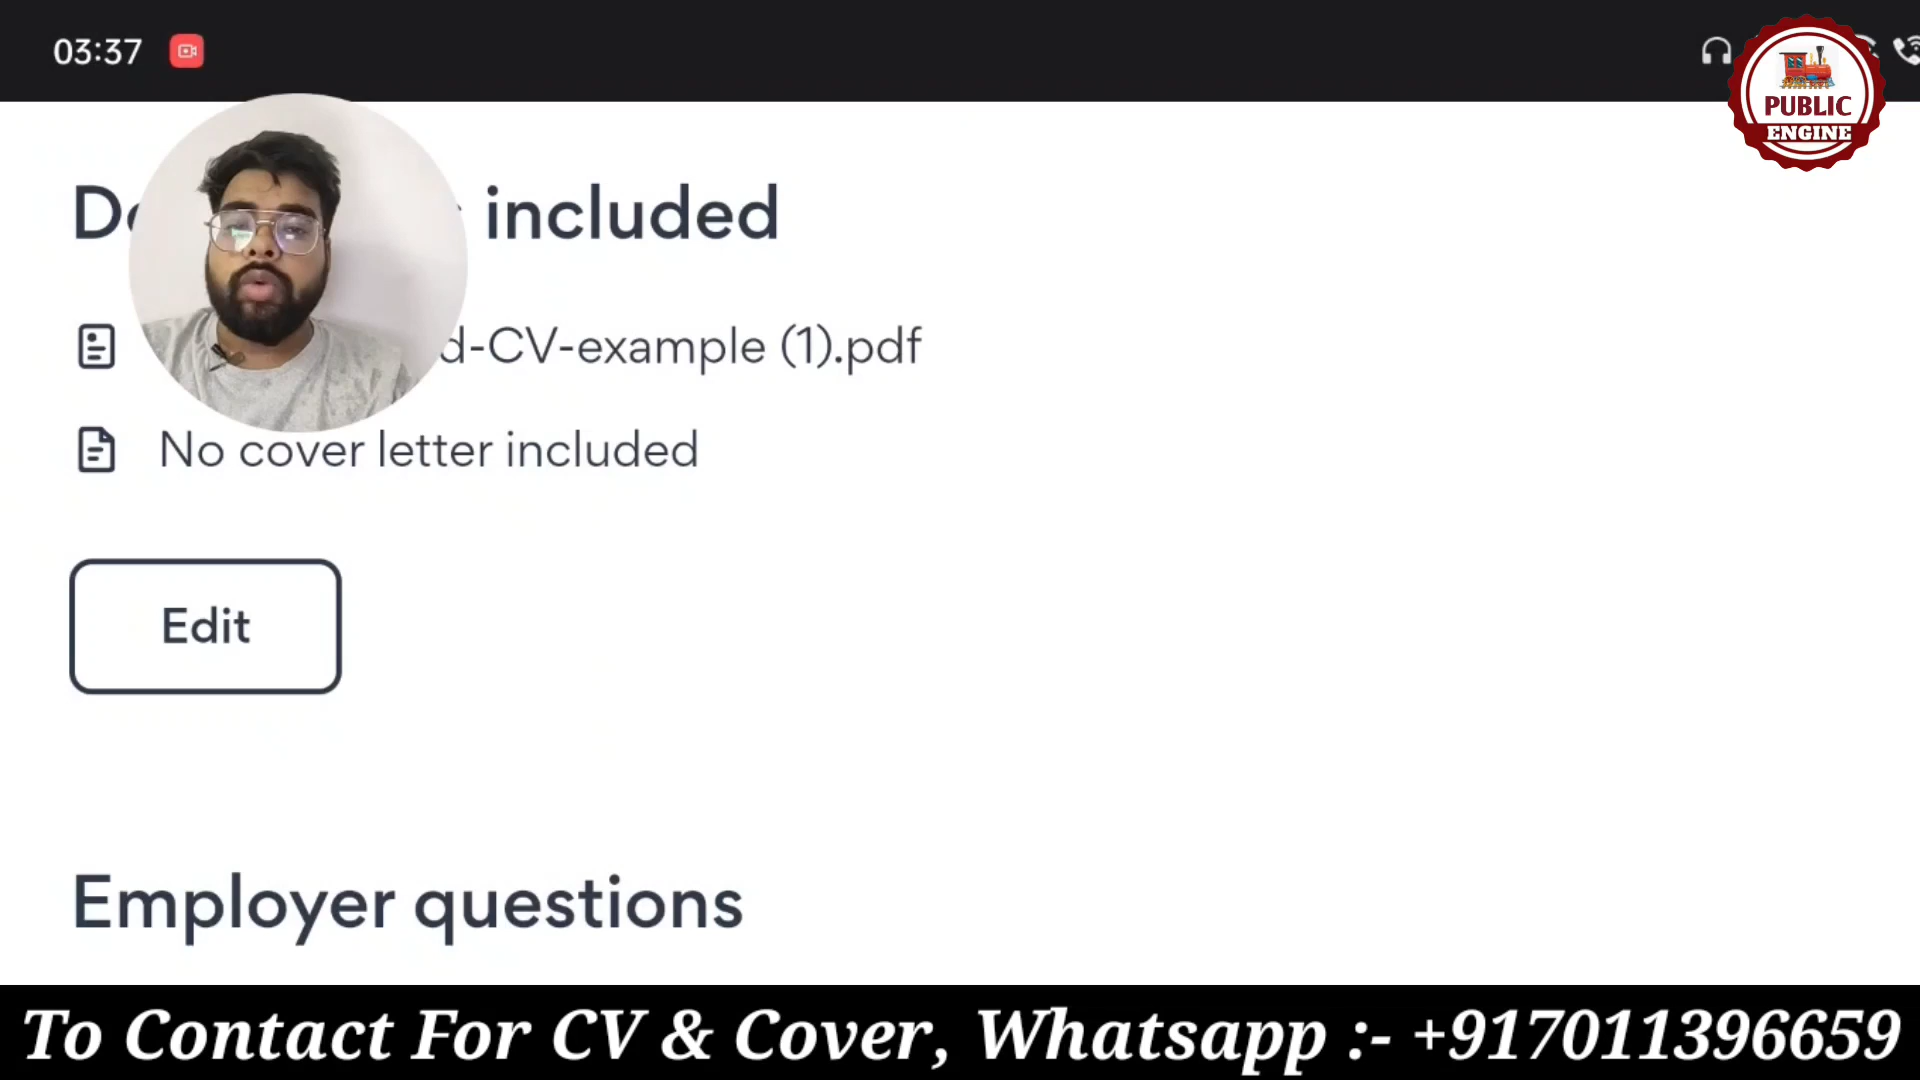 03:37
PUBLIC
ENGINE
included
d-CV-example (1).pdf
No cover letter included
Edit
Employer questions
To Contact For CV & Cover, Whatsapp :- +917011396659